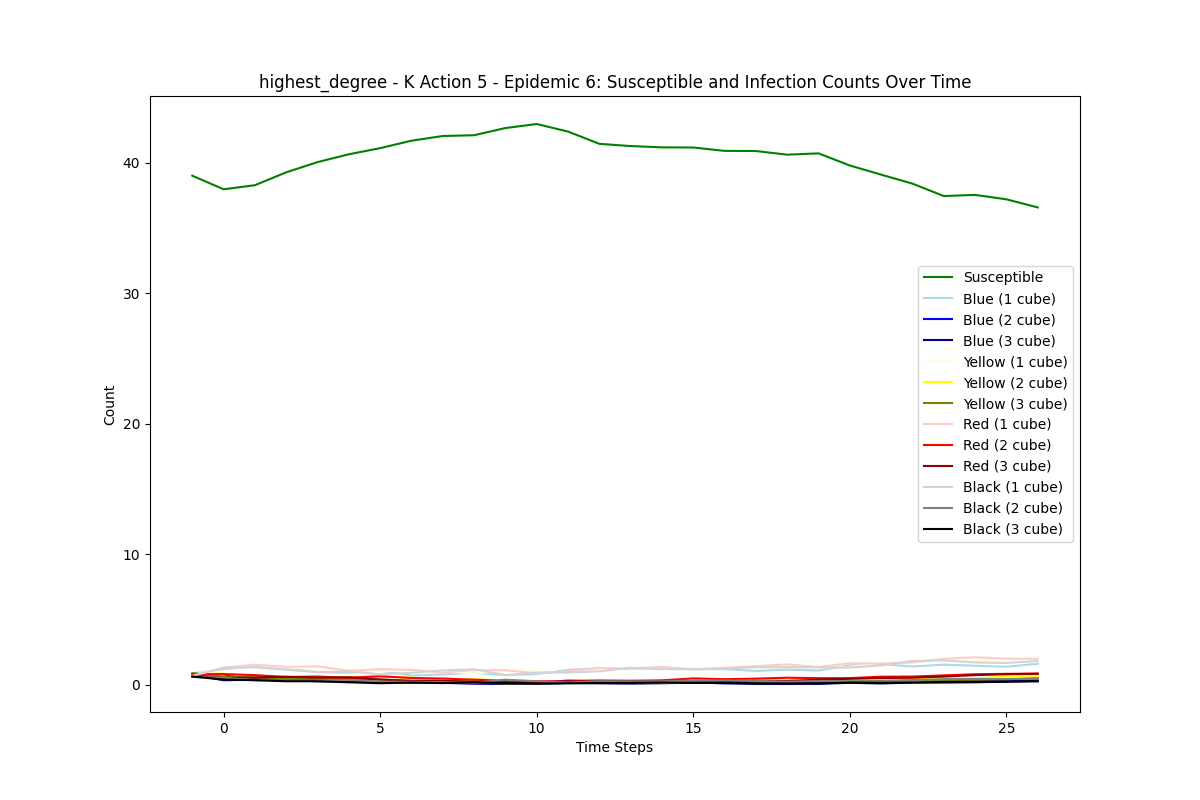 highest_degree - K Action 5 - Epidemic 6: Susceptible and Infection Counts Over Time
Count
40
30
20
10
0
Susceptible
Blue (1 cube)
Blue (2 cube)
Blue (3 cube)
Yellow (1 cube)
Yellow (2 cube)
Yellow (3 cube)
Red (1 cube)
Red (2 cube)
Red (3 cube)
Black (1 cube)
Black (2 cube)
Black (3 cube)
0 5 10 15 20 25
Time Steps